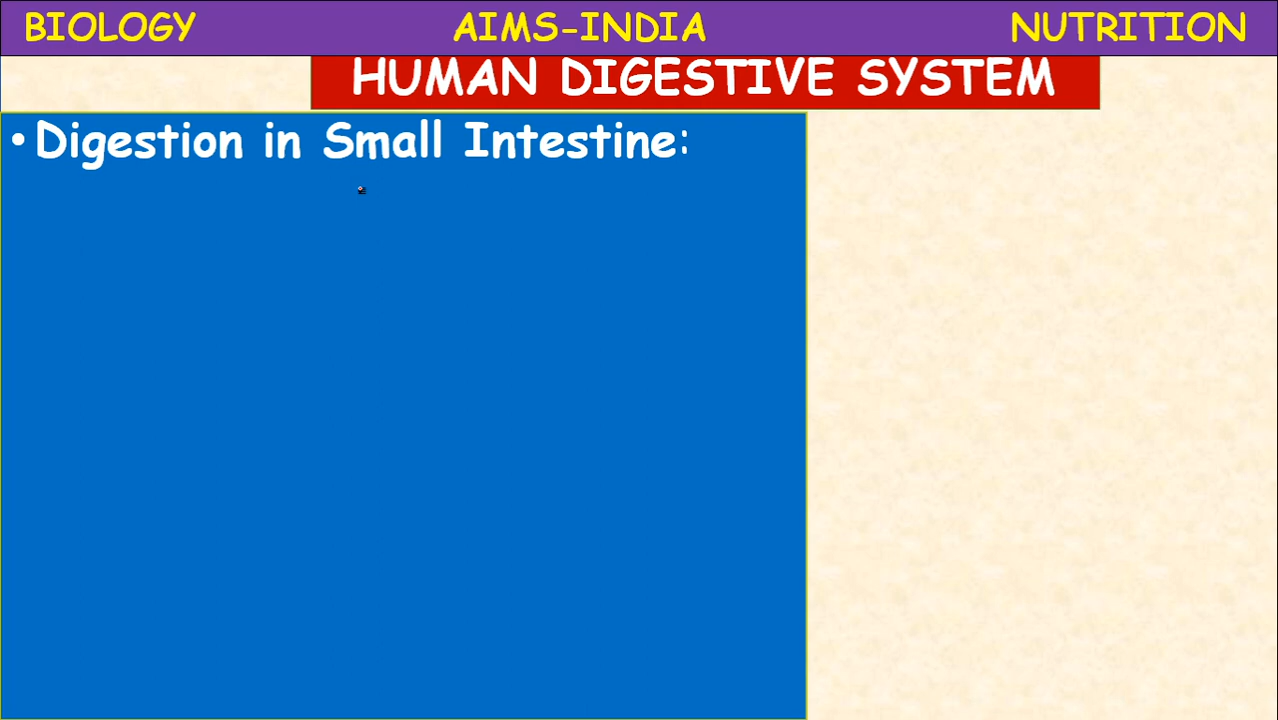 BIOLOGY AIMS-INDIA NUTRITION
HUMAN DIGESTIVE SYSTEM
• Digestion in Small Intestine: